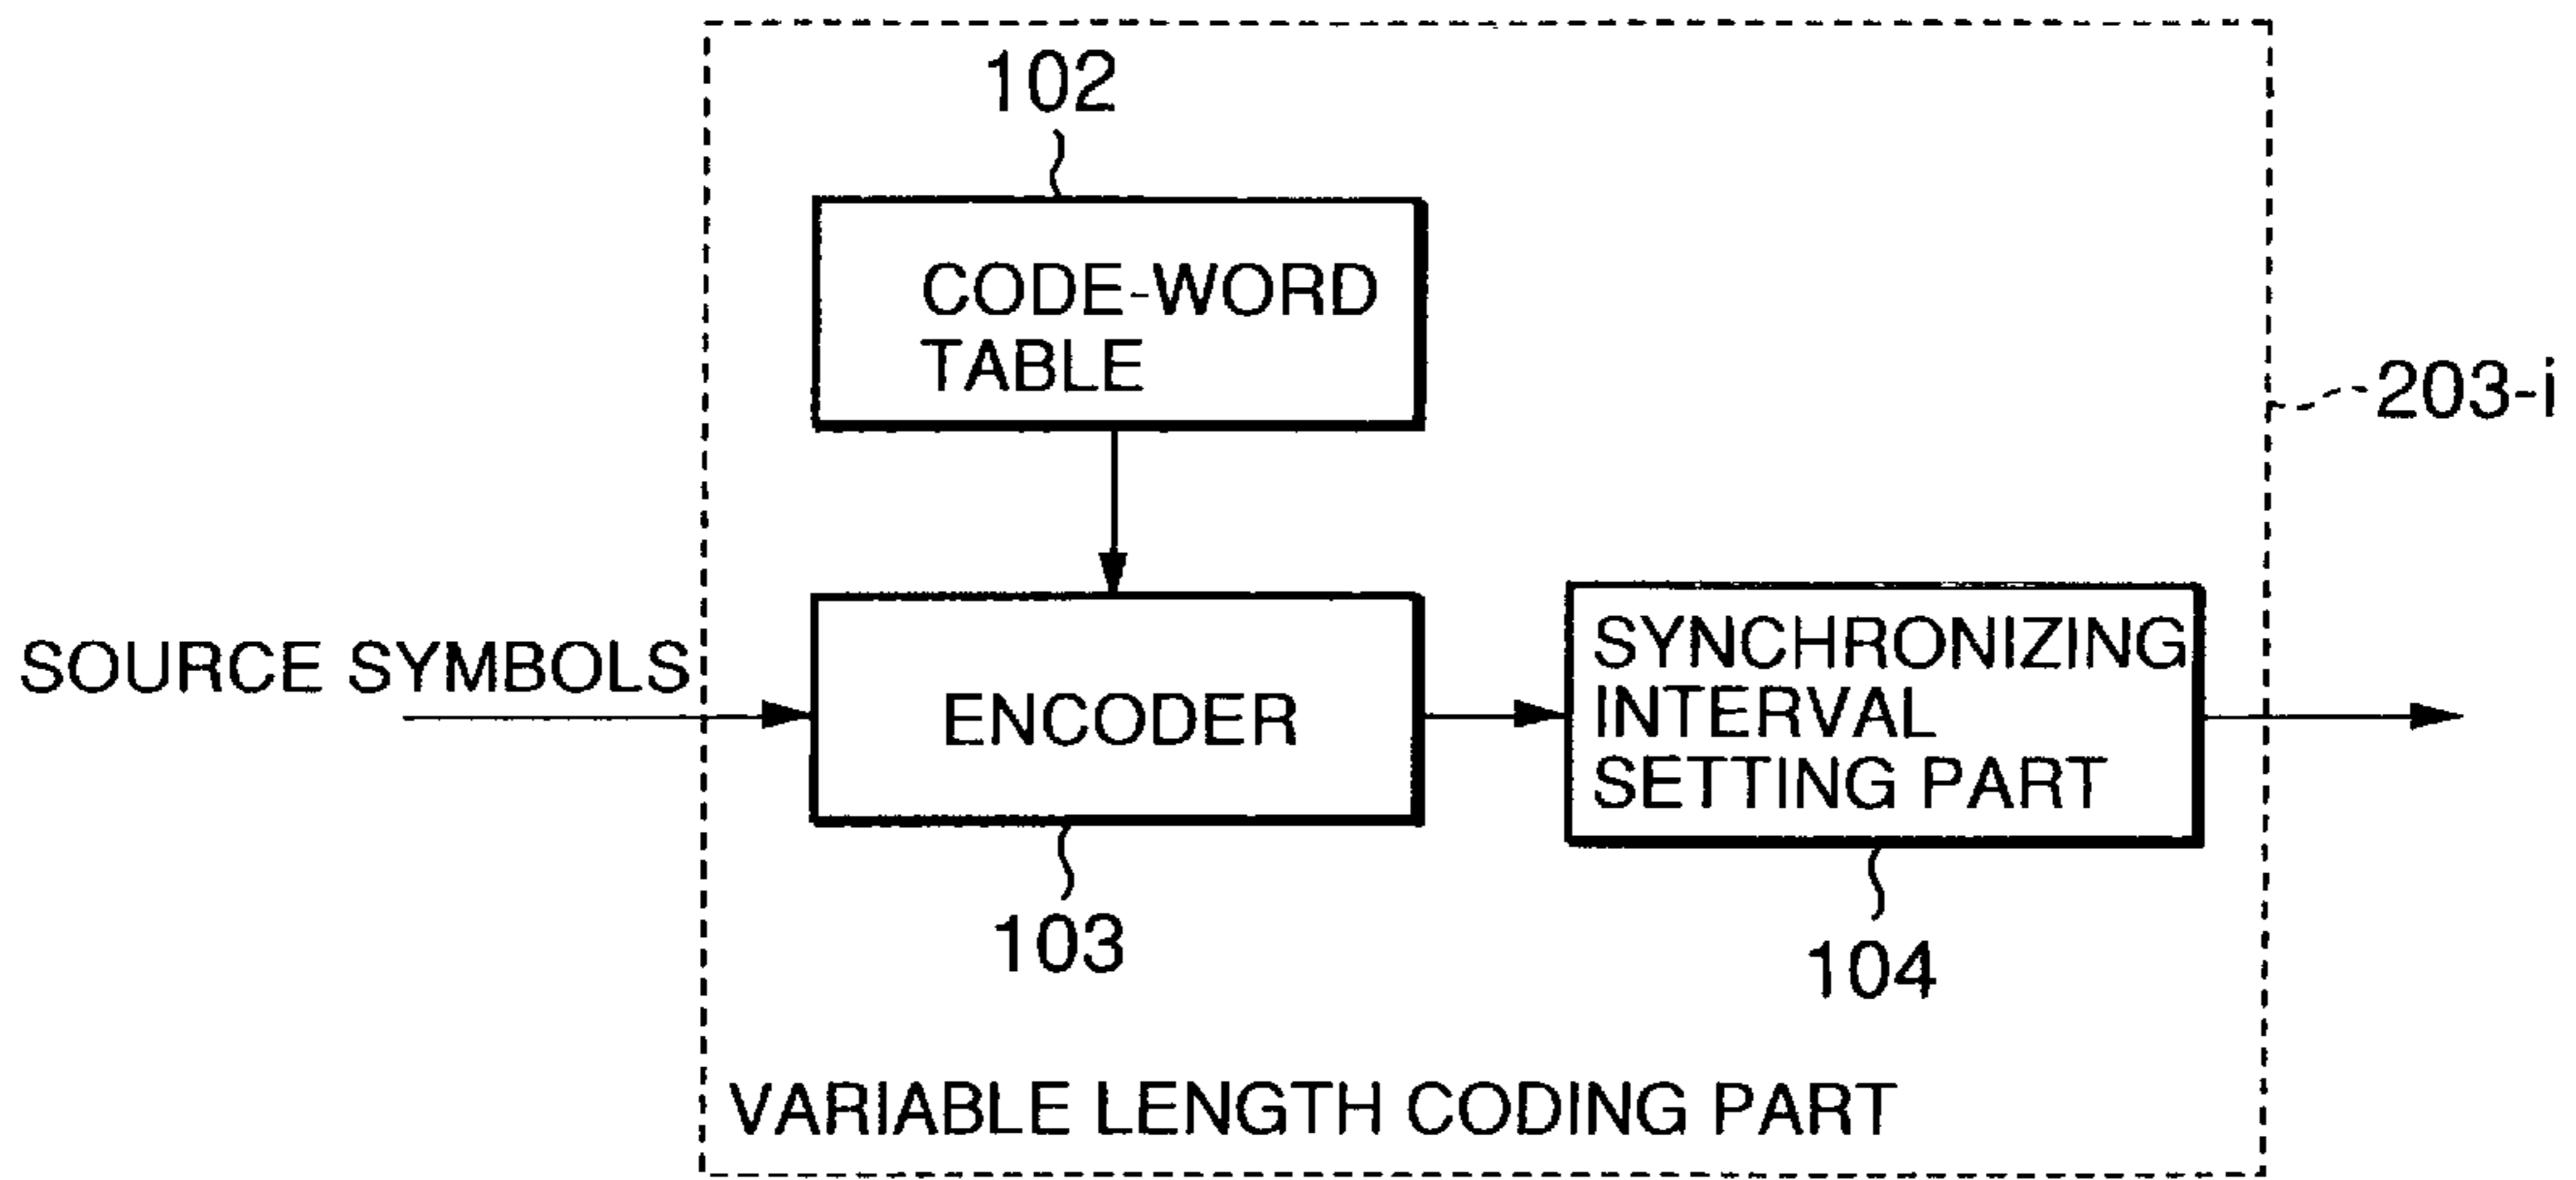 102
CODE-WORD
TABLE
203-i
SOURCE SYMBOLS
ENCODER
SYNCHRONIZING
INTERVAL
SETTING PART
103
104
VARIABLE LENGTH CODING PART